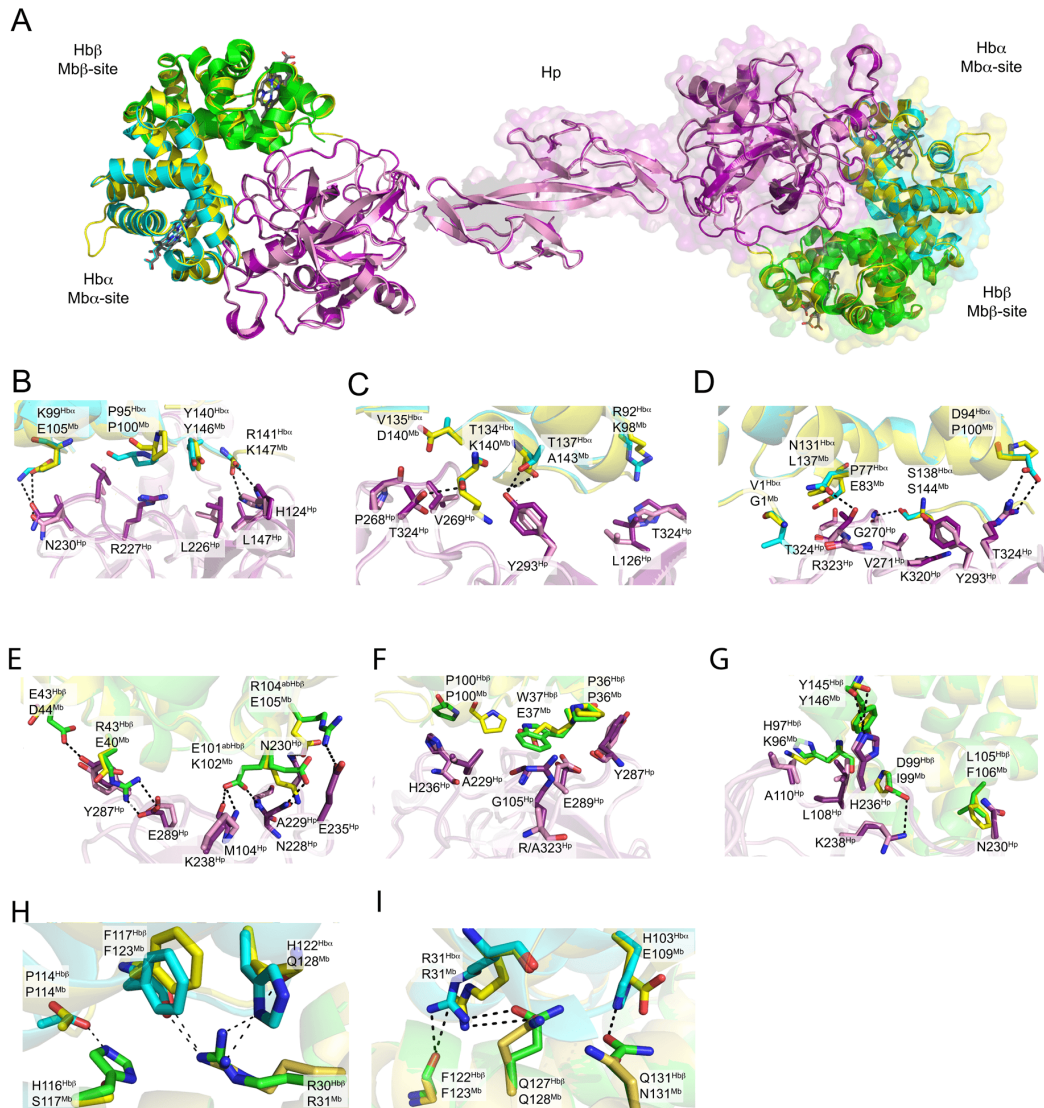 A
Hbβ
Mbβ-site
Hp
Hbα
Mbα-site
Hbα
Mbα-site
Hbβ
Mbβ-site
B
K99Hbα
E105Mb
P95Hbα
P100Mb
Y140Hbα
Y146Mb
R141Hbα
K147Mb
N230Hp
R227Hp
L226Hp
L147Hp
H124Hp
C
V135Hbα
D140Mb
T134Hbα
K140Mb
T137Hbα
A143Mb
R92Hbα
K98Mb
P268Hp
T324Hp
V269Hp
Y293Hp
L126Hp
T324Hp
D
V1Hbα
G1Mb
N131Hbα
L137Mb
P77Hbα
E83Mb
S138Hbα
S144Mb
D94Hbα
P100Mb
T324Hp
R323Hp
G270Hp
V271Hp
K320Hp
Y293Hp
T324Hp
E
E43Hbβ
D44Mb
R43Hbβ
E40Mb
E101abHbβ
K102Mb
N230Hp
R104abHbβ
E105Mb
Y287Hp
E289Hp
K238Hp
M104Hp
N228Hp
A229Hp
E235Hp
F
P100Hbβ
P100Mb
W37Hbβ
E37Mb
P36Hbβ
P36Mb
H236Hp
A229Hp
G105Hp
R/A323Hp
E289Hp
Y287Hp
G
Y145Hbβ
Y146Mb
H97Hbβ
K96Mb
D99Hbβ
I99Mb
L105Hbβ
F106Mb
A110Hp
L108Hp
H236Hp
K238Hp
N230Hp
H
P114Hbβ
P114Mb
F117Hbβ
F123Mb
H122Hbα
Q128Mb
H116Hbβ
S117Mb
R30Hbβ
R31Mb
I
R31Hbα
R31Mb
H103Hbα
E109Mb
F122Hbβ
F123Mb
Q127Hbβ
Q128Mb
Q131Hbβ
N131Mb